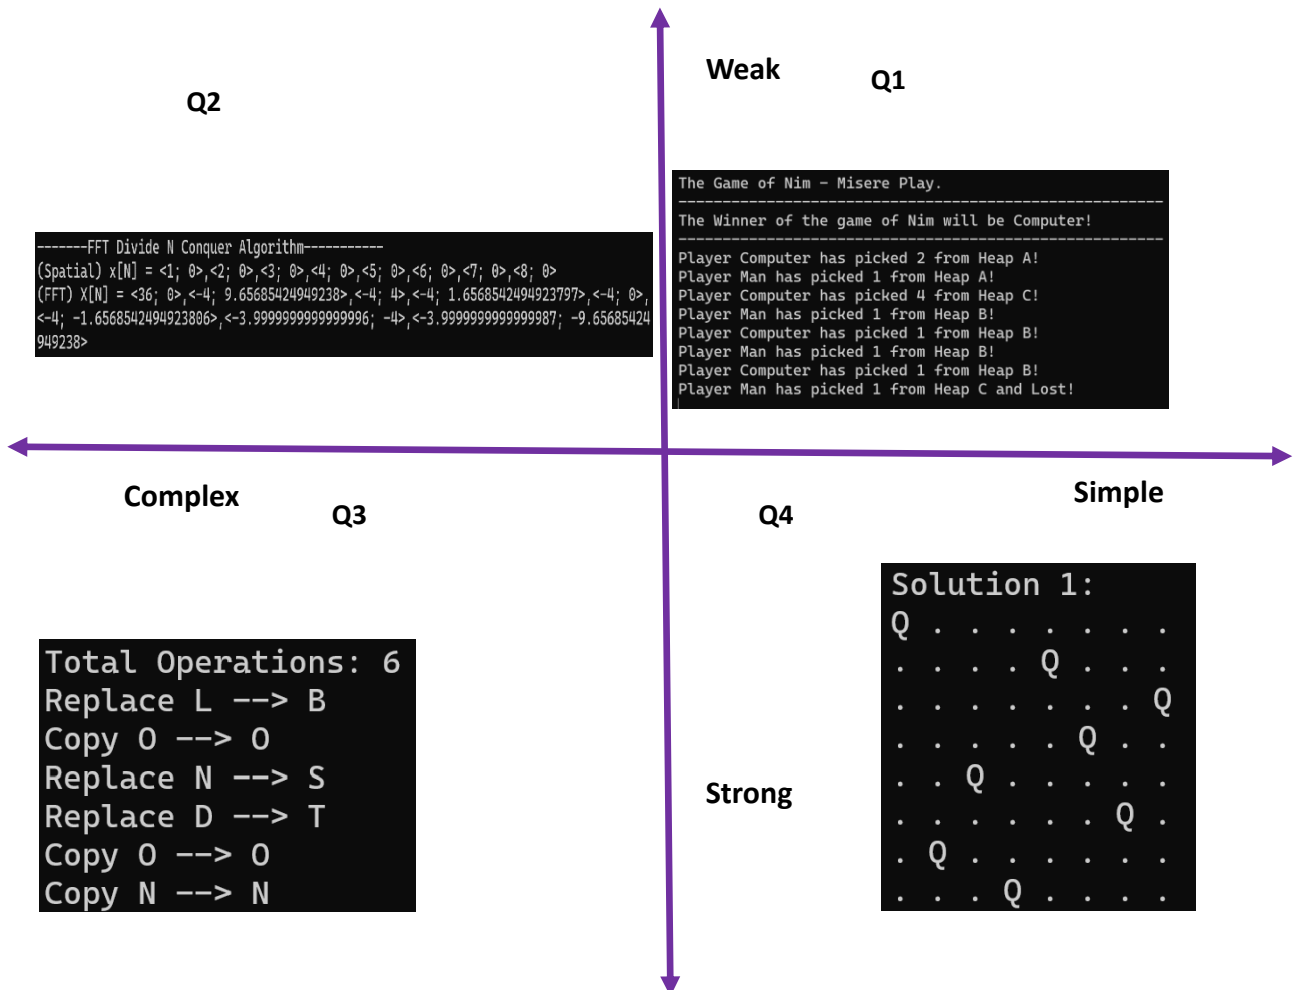 Weak
Q1
Q2
The Game of Nim - Misere Play.
-----------------------------------------------------------
The Winner of the game of Nim will be Computer!
-----------------------------------------------------------
Player Computer has picked 2 from Heap A!
Player Man has picked 1 from Heap A!
Player Computer has picked 4 from Heap C!
Player Man has picked 1 from Heap B!
Player Computer has picked 1 from Heap B!
Player Man has picked 1 from Heap B!
Player Computer has picked 1 from Heap B!
Player Man has picked 1 from Heap C and Lost!
-------FFT Divide N Conquer Algorithm-----------
(Spatial) x[N] = <1; 0>,<2; 0>,<3; 0>,<4; 0>,<5; 0>,<6; 0>,<7; 0>,<8; 0>
(FFT) X[N] = <36; 0>,<-4; 9.65685424949238>,<-4; 4>,<-4; 1.6568542494923797>,<-4; 0>,
<-4; -1.6568542494923806>,<-3.9999999999999996; -4>,<-3.9999999999999987; -9.65685424
949238>
Complex
Q3
Q4
Simple
Total Operations: 6
Replace L --> B
Copy O --> O
Replace N --> S
Replace D --> T
Copy O --> O
Copy N --> N
Strong
Solution 1:
Q . . . . . . .
. . . . Q . . .
. . . . . . . Q
. . . . . Q . .
. . Q . . . . .
. . . . . . Q .
. Q . . . . . .
. . . Q . . . .